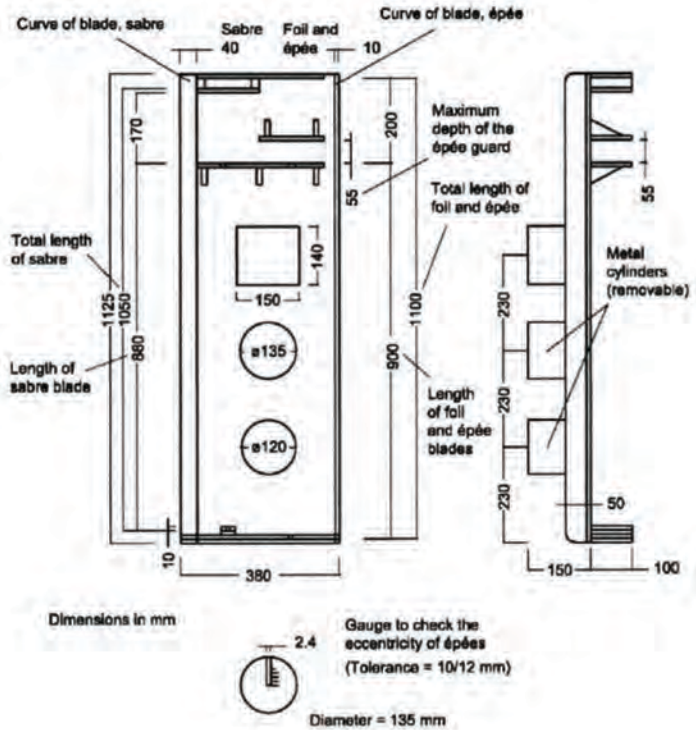 Curve of blade, sabre
Sabre
40
Foil and
épée
10
Curve of blade, épée
170
200
Maximum
depth of the
épée guard
55
55
Total length of
foil and épée
Total length
of sabre
1125
1050
880
140
150
1100
900
Metal
cylinders
(removable)
230
230
230
ø135
ø120
Length of
sabre blade
Length
of foil
and épée
blades
10
380
50
150
100
Dimensions in mm
2.4
Gauge to check the
eccentricity of épées
(Tolerance = 10/12 mm)
Diameter = 135 mm